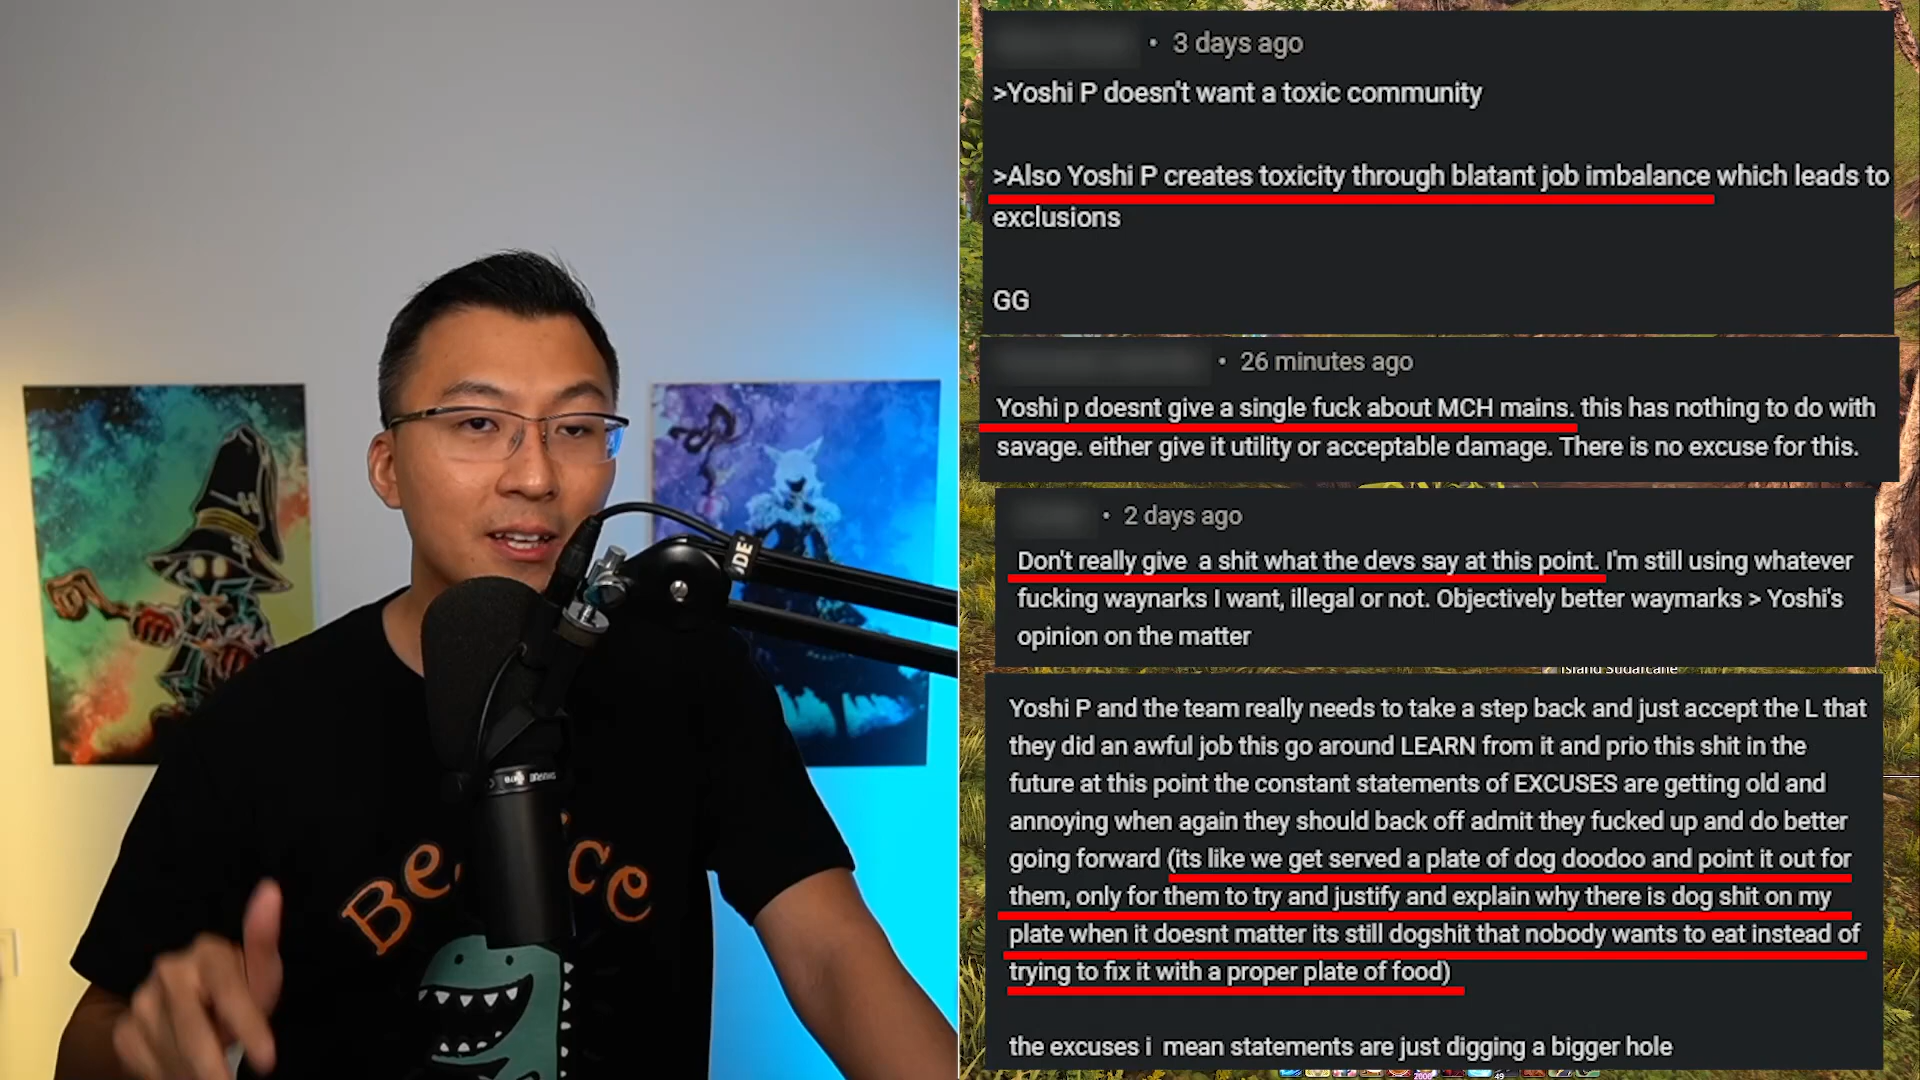 • 3 days ago
>Yoshi P doesn't want a toxic community
>Also Yoshi P creates toxicity through blatant job imbalance which leads to
exclusions
GG
• 26 minutes ago
Yoshi p doesnt give a single fuck about MCH mains. this has nothing to do with
savage. either give it utility or acceptable damage. There is no excuse for this.
• 2 days ago
Don't really give a shit what the devs say at this point. I'm still using whatever
fucking waynarks I want, illegal or not. Objectively better waymarks > Yoshi's
opinion on the matter
Island Sugarcane
Yoshi P and the team really needs to take a step back and just accept the L that
they did an awful job this go around LEARN from it and prio this shit in the
future at this point the constant statements of EXCUSES are getting old and
annoying when again they should back off admit they fucked up and do better
going forward (its like we get served a plate of dog doodoo and point it out for
them, only for them to try and justify and explain why there is dog shit on my
plate when it doesnt matter its still dogshit that nobody wants to eat instead of
trying to fix it with a proper plate of food)
the excuses i mean statements are just digging a bigger hole